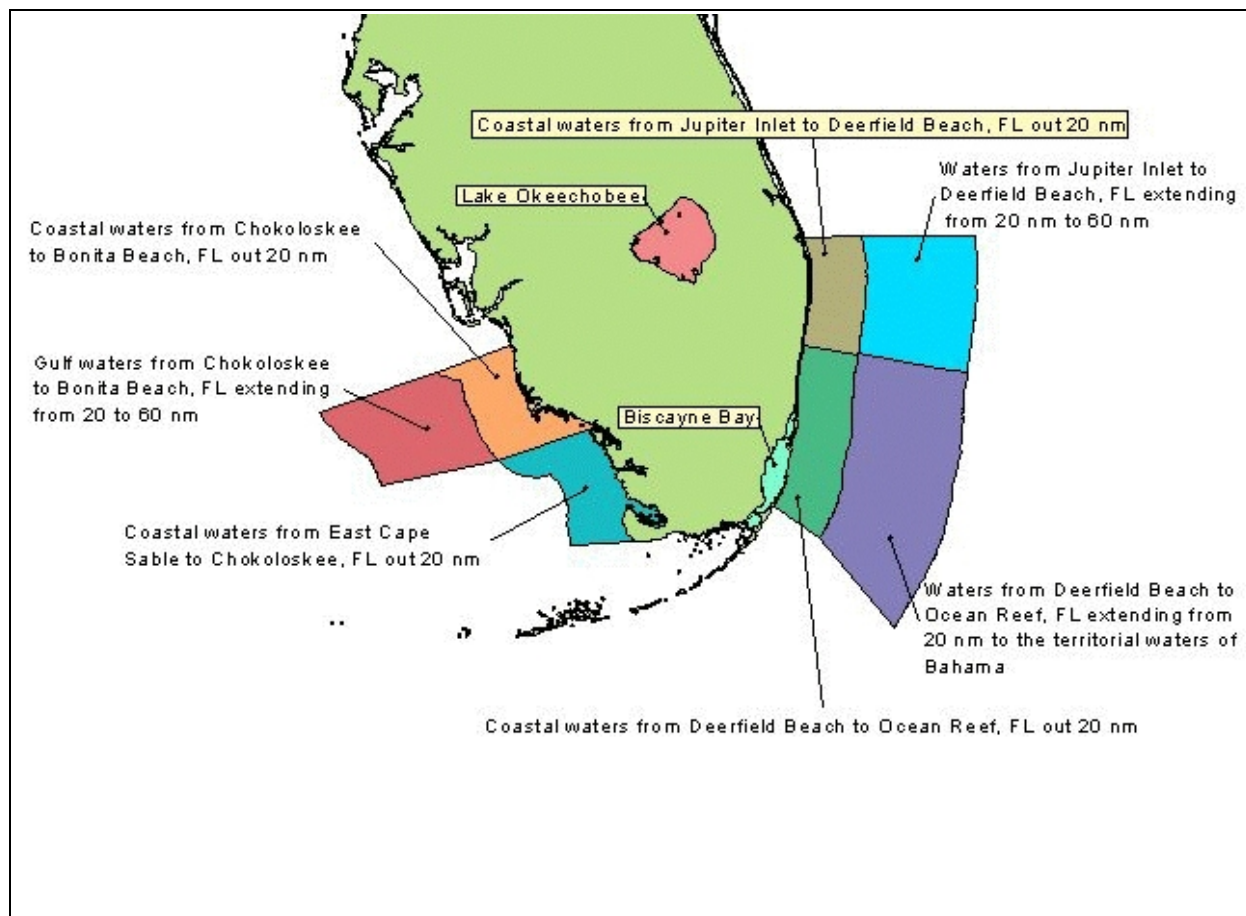 Coastal waters from Jupiter Inlet to Deerfield Beach, FL out 20 nm
Waters from Jupiter Inlet to
Deerfield Beach, FL extending
from 20 nm to 60 nm
Lake Okeechobee
Coastal waters from Chokoloskee
to Bonita Beach, FL out 20 nm
Gulf waters from Chokoloskee
to Bonita Beach, FL extending
from 20 to 60 nm
Biscayne Bay
Coastal waters from East Cape
Sable to Chokoloskee, FL out 20 nm
Waters from Deerfield Beach to
Ocean Reef, FL extending from
20 nm to the territorial waters of
Bahama
Coastal waters from Deerfield Beach to Ocean Reef, FL out 20 nm